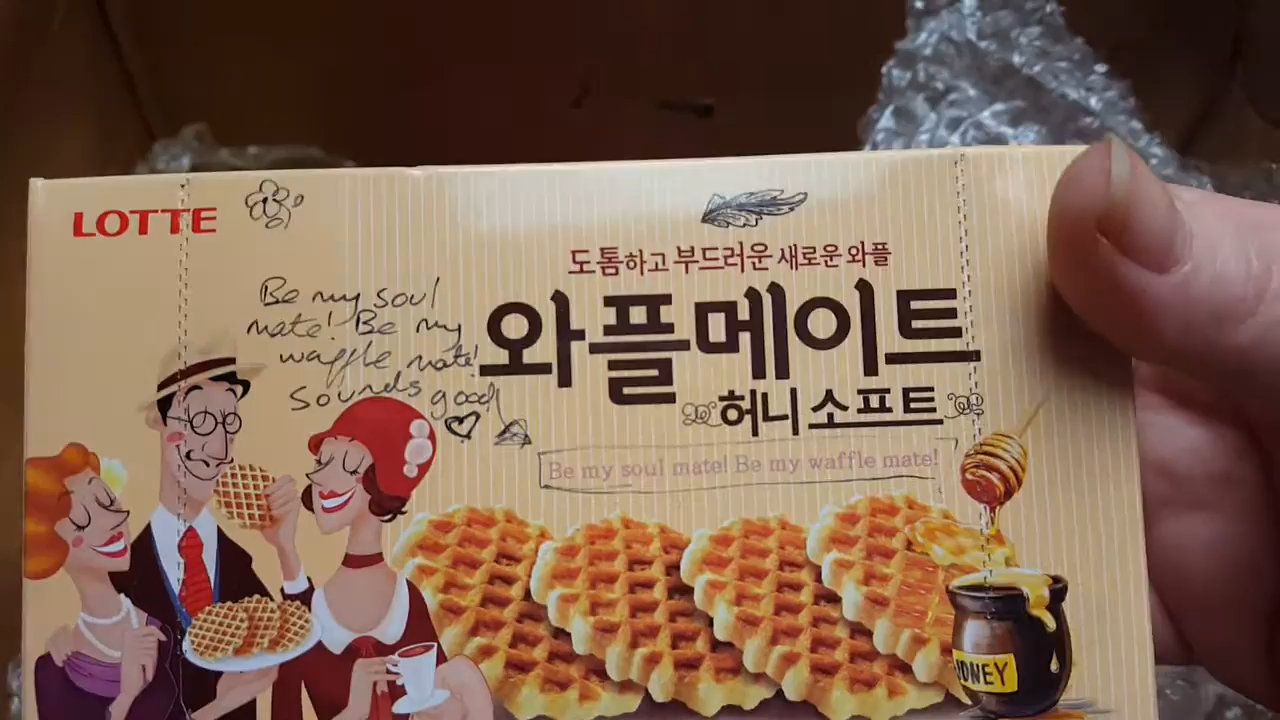 LOTTE
도톰하고 부드러운 새로운 와플
와플메이트
허니 소프트
Be my soul mate! Be my waffle mate!
Be my soul
mate! Be my
waffle mate!
Sounds good
HONEY